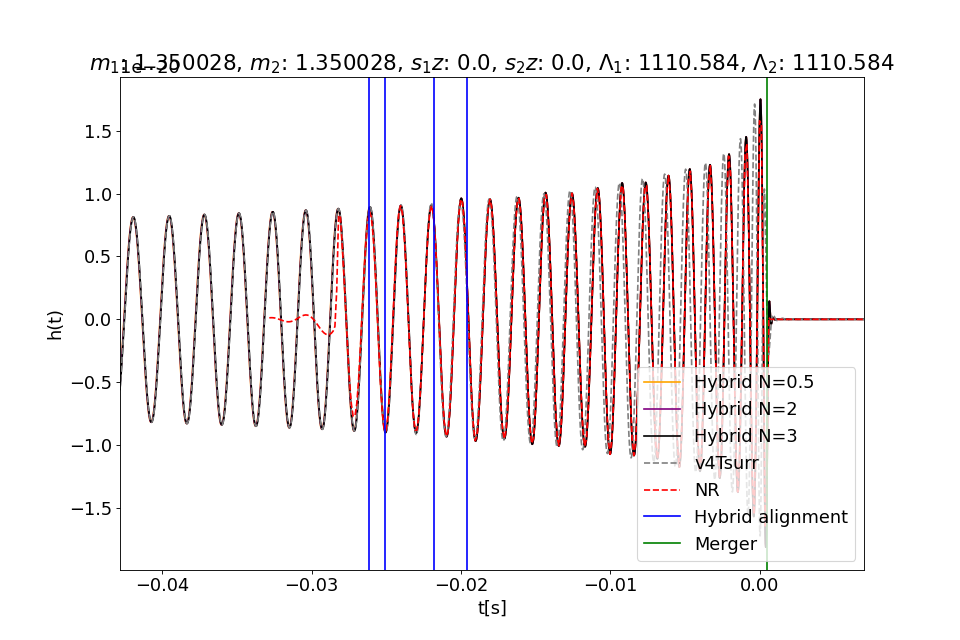 m₁: 1.350028, m₂: 1.350028, s₁z: 0.0, s₂z: 0.0, Λ₁: 1110.584, Λ₂: 1110.584
1e−20
1.5
1.0
0.5
0.0
−0.5
−1.0
−1.5
h(t)
Hybrid N=0.5
Hybrid N=2
Hybrid N=3
v4Tsurr
NR
Hybrid alignment
Merger
−0.04
−0.03
−0.02
−0.01
0.00
t[s]